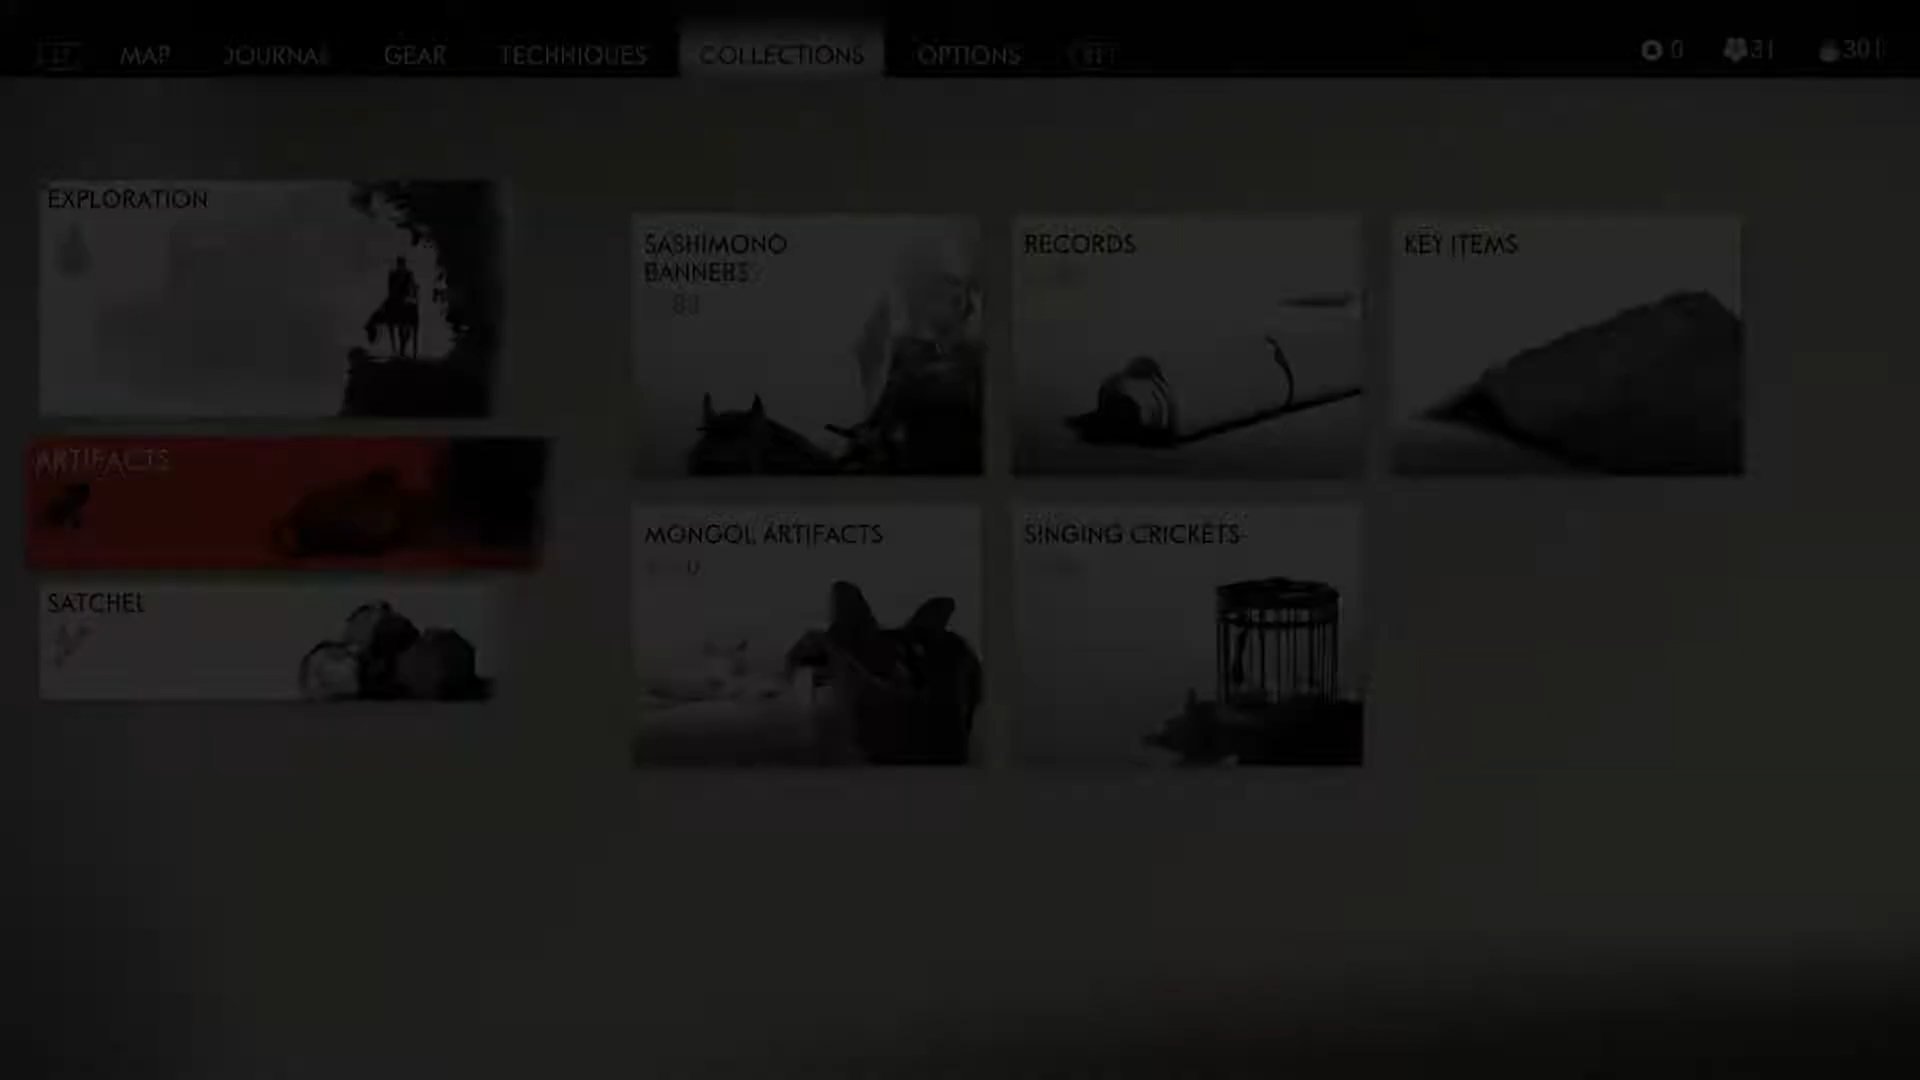 MAP JOURNAL GEAR TECHNIQUES COLLECTIONS OPTIONS 0 31
EXPLORATION
ARTIFACTS
SATCHEL
SASHIMONO
BANNERS
RECORDS
KEY ITEMS
MONGOL ARTIFACTS
SINGING CRICKETS